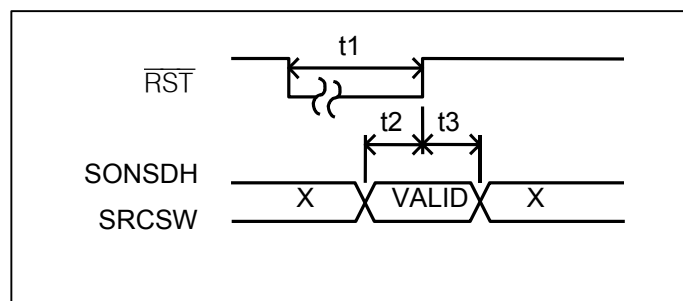 t1
RST
t2 t3
SONSDH
X VALID X
SRCSW